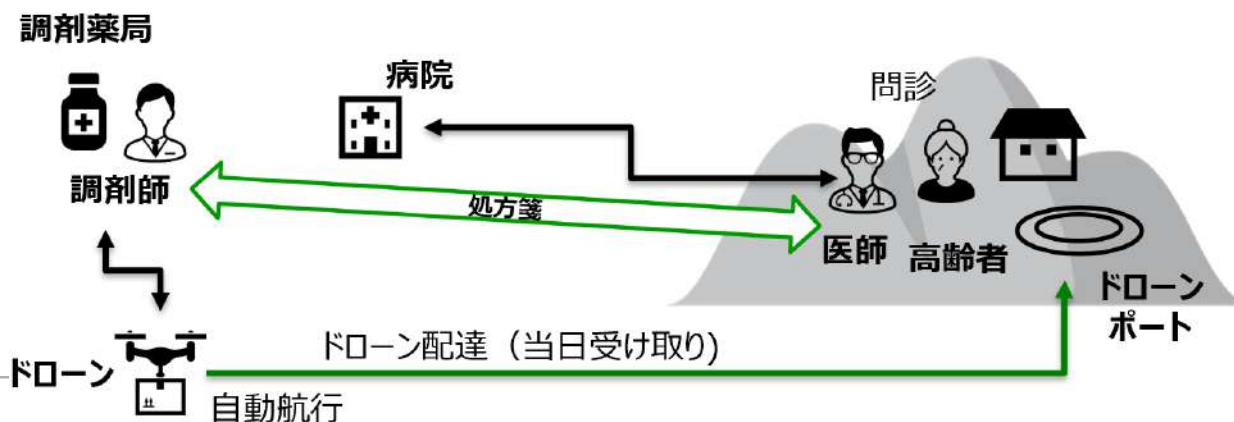 調剤薬局
病院
問診
調剤師
処方箋
医師
高齢者
ドローン
ポート
ドローン配達（当日受け取り)
ドローン
自動航行